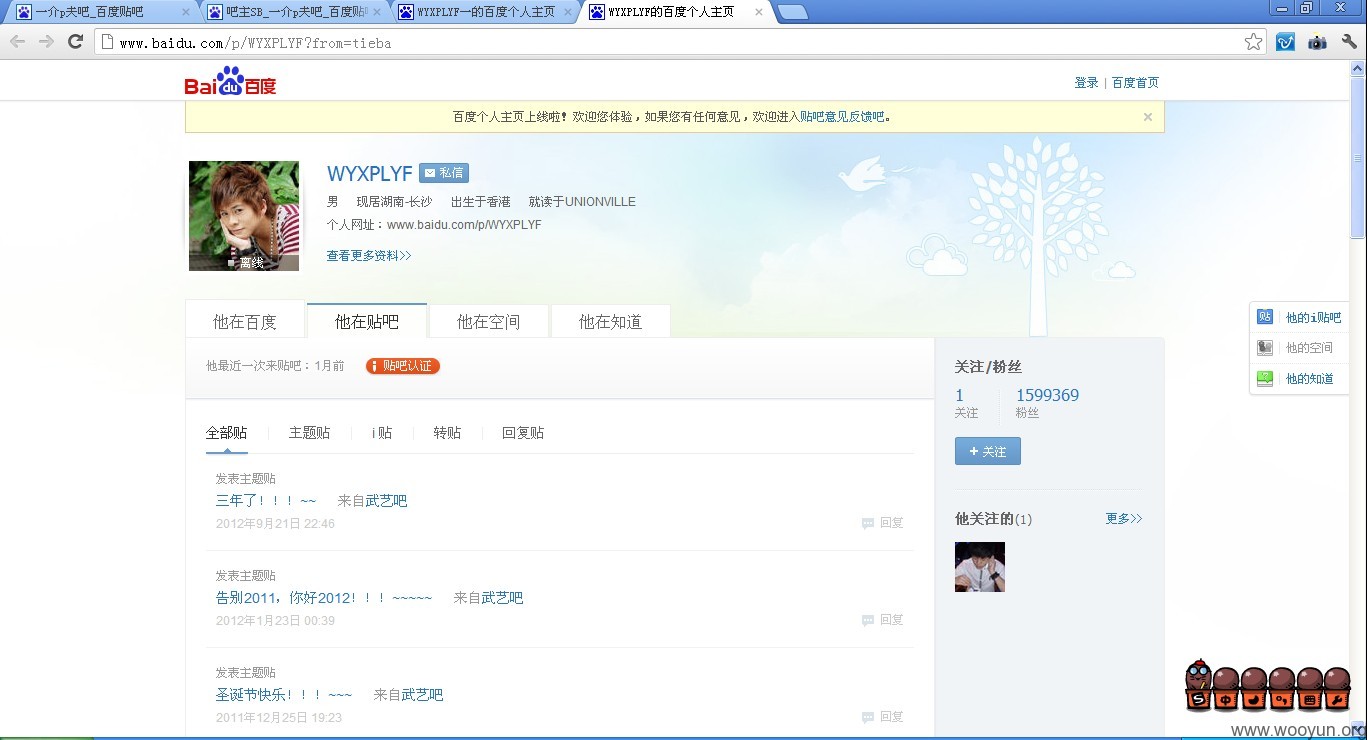 一介p夫吧_百度贴吧
吧主SB_一介p夫吧_百度贴
WYXPLYF一的百度个人主页
WYXPLYF的百度个人主页
www.baidu.com/p/WYXPLYF?from=tieba
Bai du 百度
登录 | 百度首页
百度个人主页上线啦！欢迎您体验，如果您有任何意见，欢迎进入贴吧意见反馈吧。
WYXPLYF 私信
男 现居湖南-长沙 出生于香港 就读于UNIONVILLE
个人网址：www.baidu.com/p/WYXPLYF
查看更多资料>>
离线
他在百度 他在贴吧 他在空间 他在知道
贴 他的i贴吧
他的空间
他的知道
他最近一次来贴吧：1月前 贴吧认证
关注/粉丝
1 1599369
关注 粉丝
+ 关注
全部贴 主题贴 i 贴 转贴 回复贴
发表主题贴
三年了！！！~~ 来自武艺吧
2012年9月21日 22:46 回复
他关注的(1) 更多>>
发表主题贴
告别2011，你好2012！！！~~~~~ 来自武艺吧
2012年1月23日 00:39 回复
发表主题贴
圣诞节快乐！！！~~~ 来自武艺吧
2011年12月25日 19:23 回复
S 中
www.wooyun.org